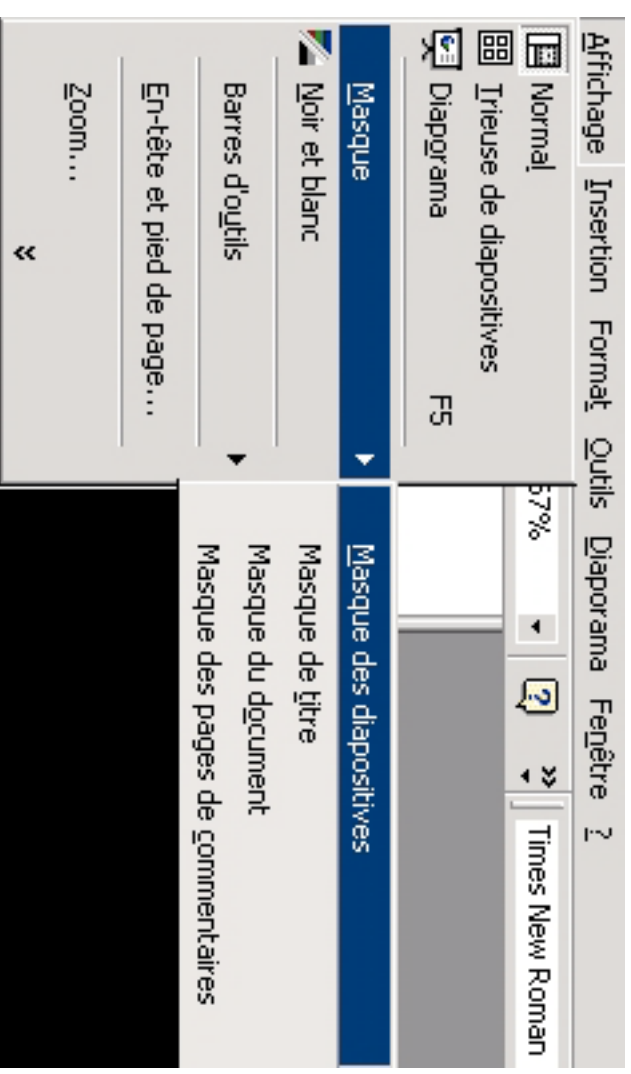 Affichage Insertion Format Outils Diaporama Fenêtre ?
Normal
67% Times New Roman
Trieuse de diapositives
Diaporama F5
Masque
Masque des diapositives
Noir et blanc
Masque de titre
Barres d'outils
Masque du document
Masque des pages de commentaires
En-tête et pied de page...
Zoom...